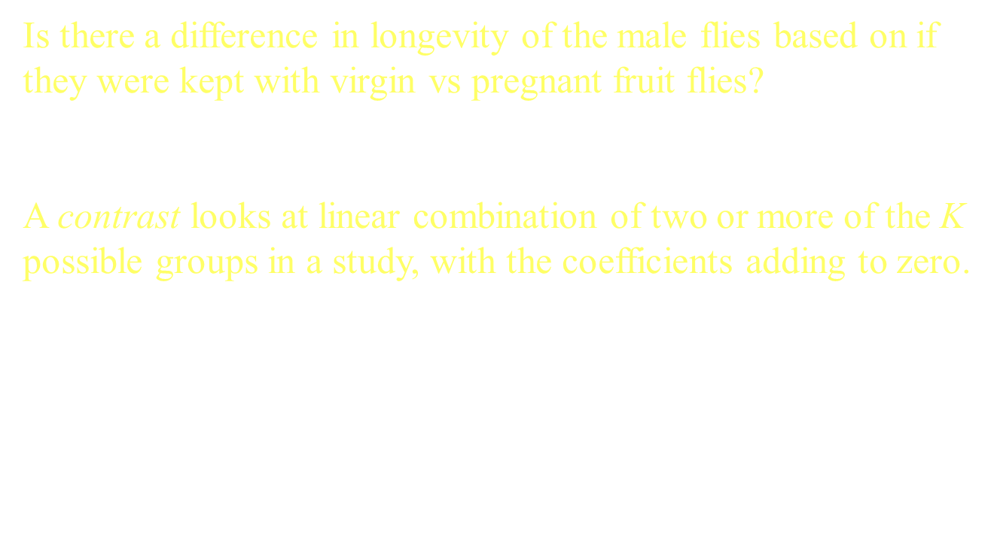 Is there a difference in longevity of the male flies based on if
they were kept with virgin vs pregnant fruit flies?
A contrast looks at linear combination of two or more of the K
possible groups in a study, with the coefficients adding to zero.